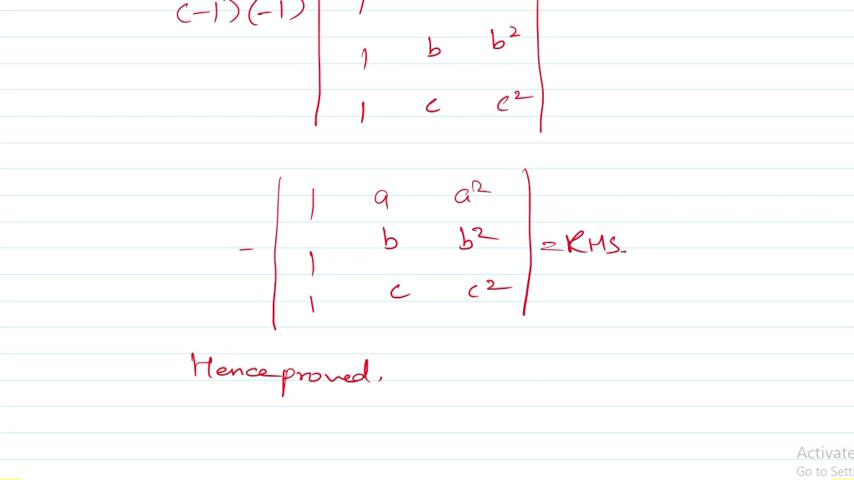 (-1)(-1) | 1
1 b b²
1 c c² |
- | 1 a a²
1 b b² = RHS.
1 c c² |
Hence proved.
Activate
Go to Setti